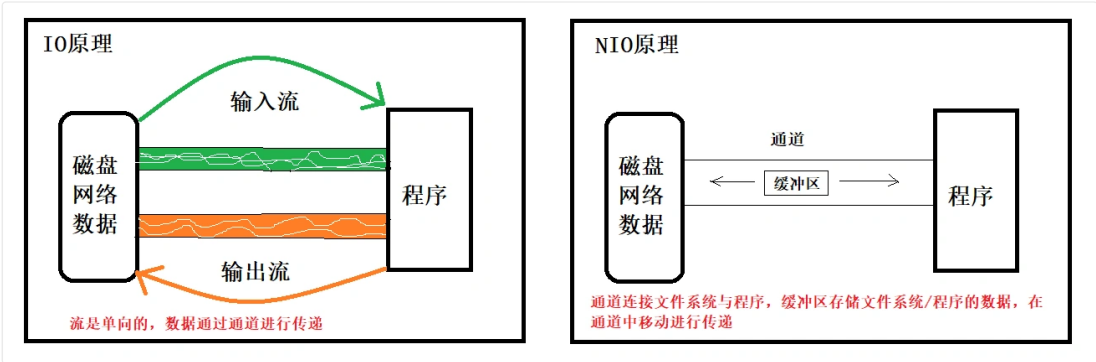 IO原理
输入流
磁盘
网络
数据
程序
输出流
流是单向的，数据通过通道进行传递
NIO原理
通道
磁盘
网络
数据
缓冲区
程序
通道连接文件系统与程序，缓冲区存储文件系统/程序的数据，在
通道中移动进行传递